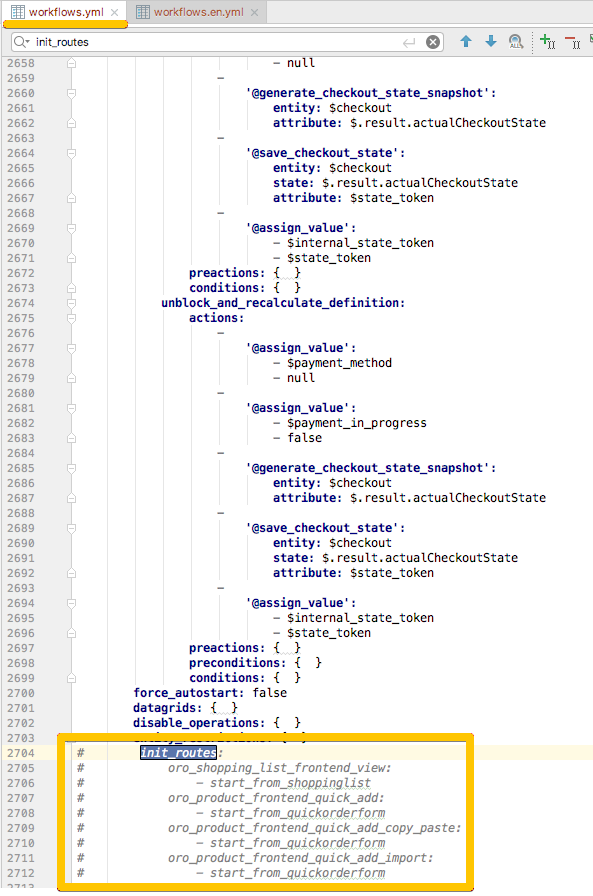 workflows.yml
workflows.en.yml
init_routes
2658 - null
2659 -
2660 '@generate_checkout_state_snapshot':
2661 entity: $checkout
2662 attribute: $.result.actualCheckoutState
2663 -
2664 '@save_checkout_state':
2665 entity: $checkout
2666 state: $.result.actualCheckoutState
2667 attribute: $state_token
2668 -
2669 '@assign_value':
2670 - $internal_state_token
2671 - $state_token
2672 preactions: { }
2673 conditions: { }
2674 unblock_and_recalculate_definition:
2675 actions:
2676 -
2677 '@assign_value':
2678 - $payment_method
2679 - null
2680 -
2681 '@assign_value':
2682 - $payment_in_progress
2683 - false
2684 -
2685 '@generate_checkout_state_snapshot':
2686 entity: $checkout
2687 attribute: $.result.actualCheckoutState
2688 -
2689 '@save_checkout_state':
2690 entity: $checkout
2691 state: $.result.actualCheckoutState
2692 attribute: $state_token
2693 -
2694 '@assign_value':
2695 - $internal_state_token
2696 - $state_token
2697 preactions: { }
2698 preconditions: { }
2699 conditions: { }
2700 force_autostart: false
2701 datagrids: { }
2702 disable_operations: { }
2703
2704 # init_routes:
2705 # oro_shopping_list_frontend_view:
2706 # - start_from_shoppinglist
2707 # oro_product_frontend_quick_add:
2708 # - start_from_quickorderform
2709 # oro_product_frontend_quick_add_copy_paste:
2710 # - start_from_quickorderform
2711 # oro_product_frontend_quick_add_import:
2712 # - start_from_quickorderform